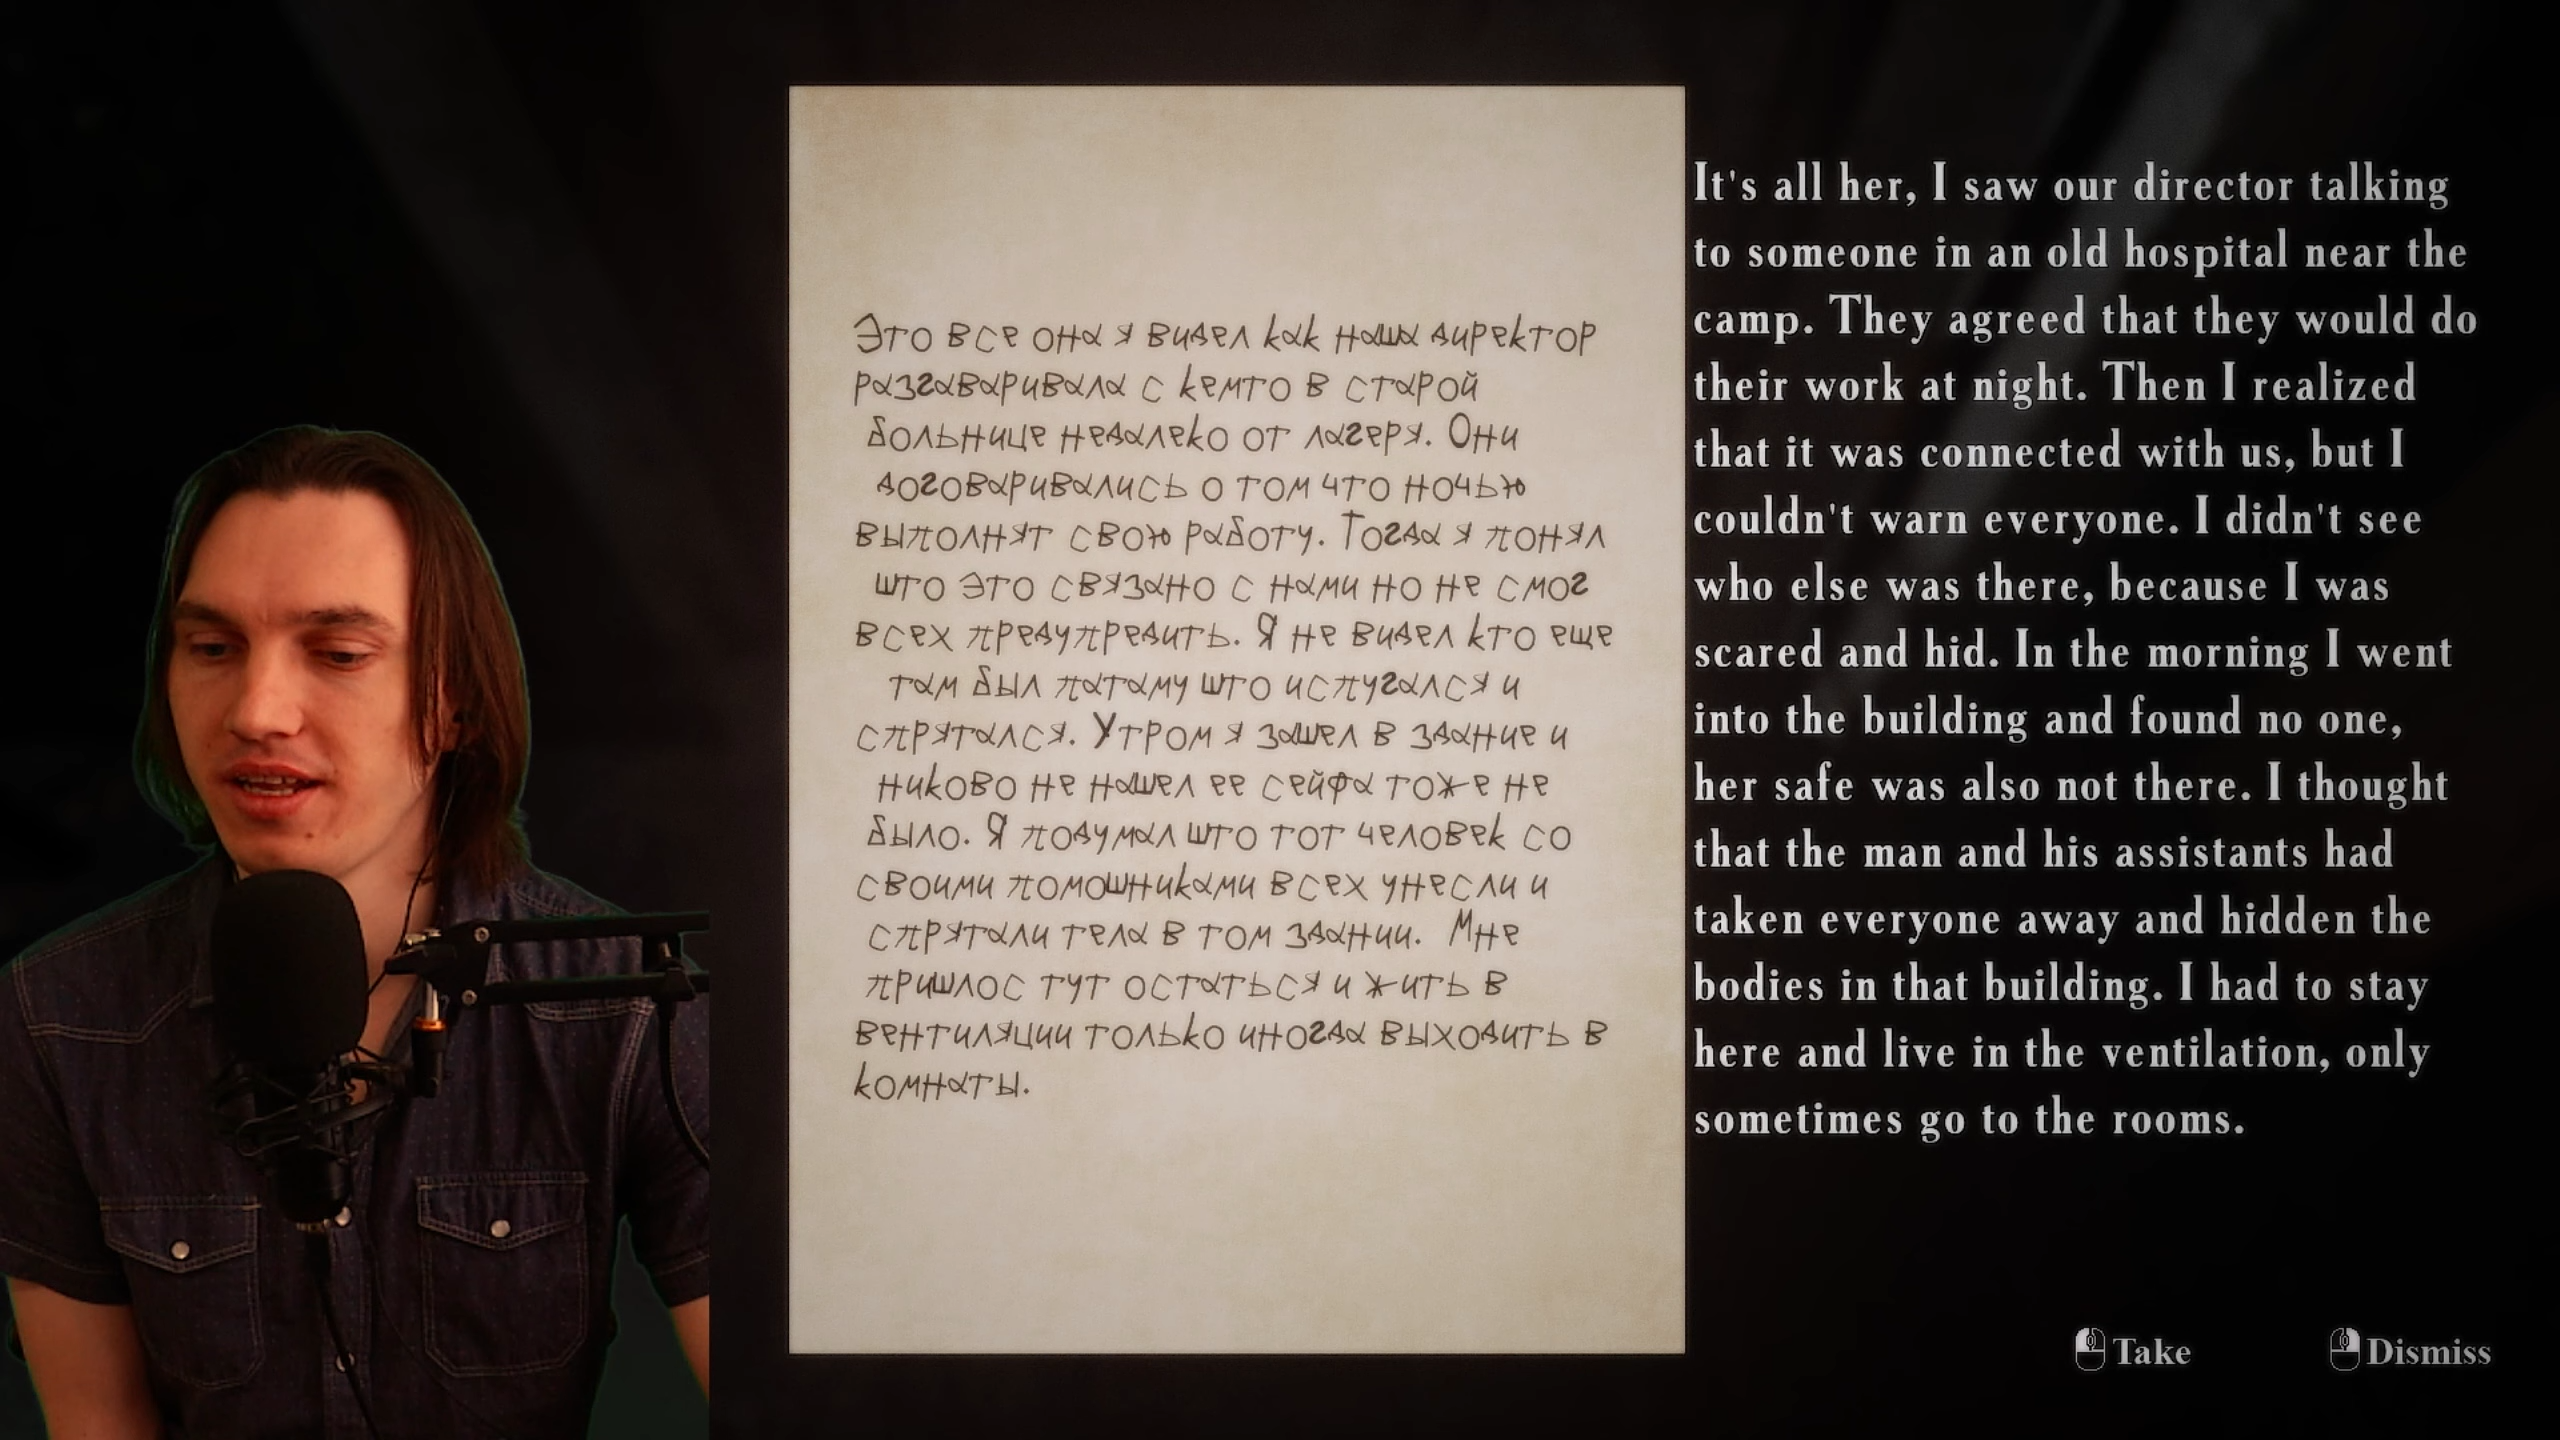 Это все она я видел как наша директор
разгаваривала с кемто в старой
больнице недалеко от лагеря. Они
договаривались о том что ночью
выполнят свою работу. Тогда я понял
што это связано с нами но не смог
всех предупредить. Я не видел кто еще
там был патаму што испугался и
спрятался. Утром я зашел в здание и
никово не нашел ее сейфа тоже не
было. Я подумал што тот человек со
своими помошниками всех унесли и
спрятали тела в том здании. Мне
пришлос тут остаться и жить в
вентиляции только иногда выходить в
комнаты.
It's all her, I saw our director talking
to someone in an old hospital near the
camp. They agreed that they would do
their work at night. Then I realized
that it was connected with us, but I
couldn't warn everyone. I didn't see
who else was there, because I was
scared and hid. In the morning I went
into the building and found no one,
her safe was also not there. I thought
that the man and his assistants had
taken everyone away and hidden the
bodies in that building. I had to stay
here and live in the ventilation, only
sometimes go to the rooms.
Take Dismiss